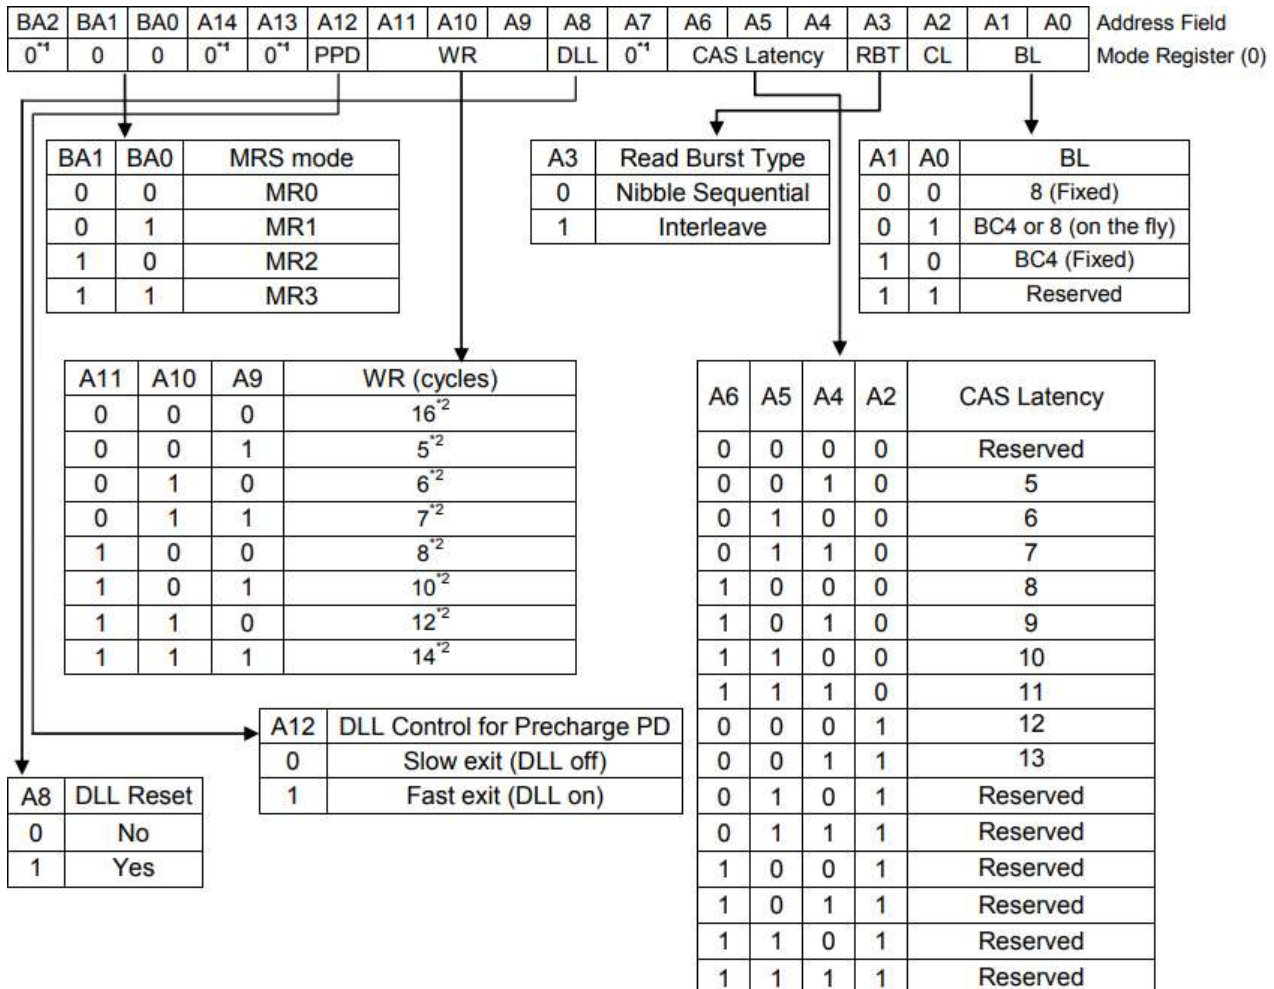 BA2 BA1 BA0 A14 A13 A12 A11 A10 A9 A8 A7 A6 A5 A4 A3 A2 A1 A0 Address Field
0*1 0 0 0*1 0*1 PPD WR DLL 0*1 CAS Latency RBT CL BL Mode Register (0)
BA1 BA0 MRS mode
0 0 MR0
0 1 MR1
1 0 MR2
1 1 MR3
A3 Read Burst Type
0 Nibble Sequential
1 Interleave
A1 A0 BL
0 0 8 (Fixed)
0 1 BC4 or 8 (on the fly)
1 0 BC4 (Fixed)
1 1 Reserved
A11 A10 A9 WR (cycles)
0 0 0 16*2
0 0 1 5*2
0 1 0 6*2
0 1 1 7*2
1 0 0 8*2
1 0 1 10*2
1 1 0 12*2
1 1 1 14*2
A6 A5 A4 A2 CAS Latency
0 0 0 0 Reserved
0 0 1 0 5
0 1 0 0 6
0 1 1 0 7
1 0 0 0 8
1 0 1 0 9
1 1 0 0 10
1 1 1 0 11
0 0 0 1 12
0 0 1 1 13
0 1 0 1 Reserved
0 1 1 1 Reserved
1 0 0 1 Reserved
1 0 1 1 Reserved
1 1 0 1 Reserved
1 1 1 1 Reserved
A12 DLL Control for Precharge PD
0 Slow exit (DLL off)
1 Fast exit (DLL on)
A8 DLL Reset
0 No
1 Yes